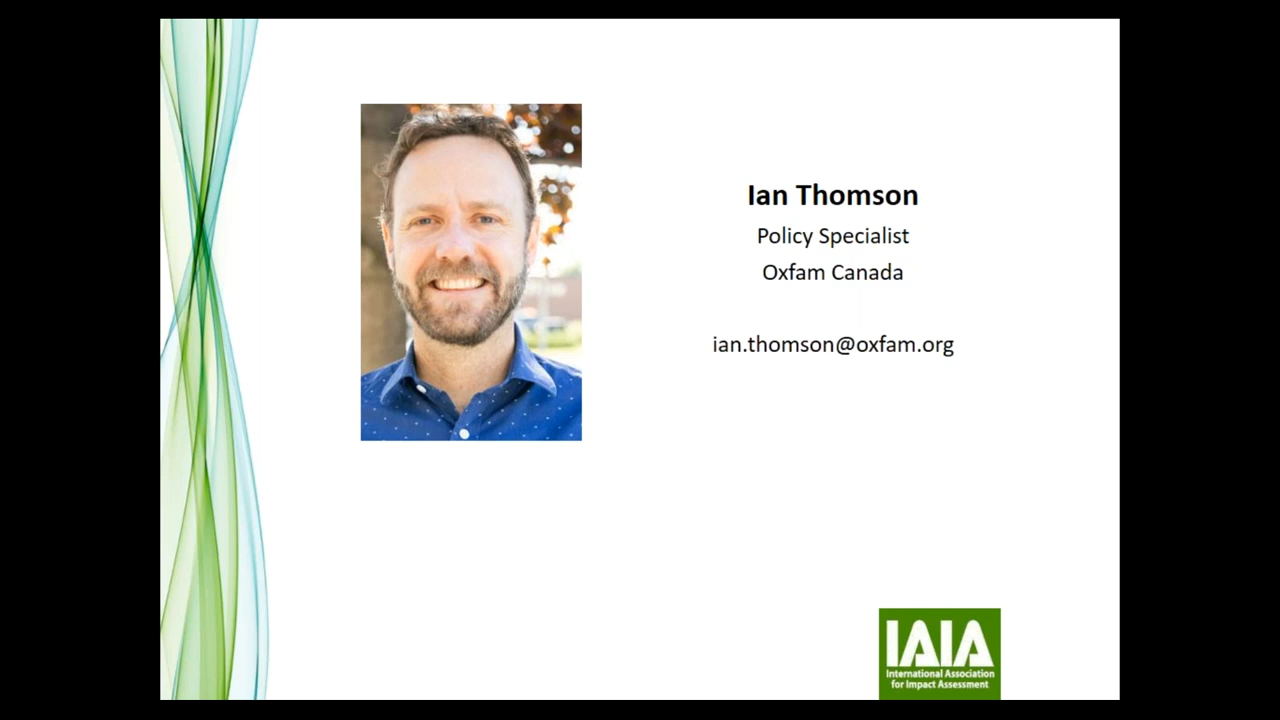 Ian Thomson
Policy Specialist
Oxfam Canada
ian.thomson@oxfam.org
IAIA
International Association
for Impact Assessment